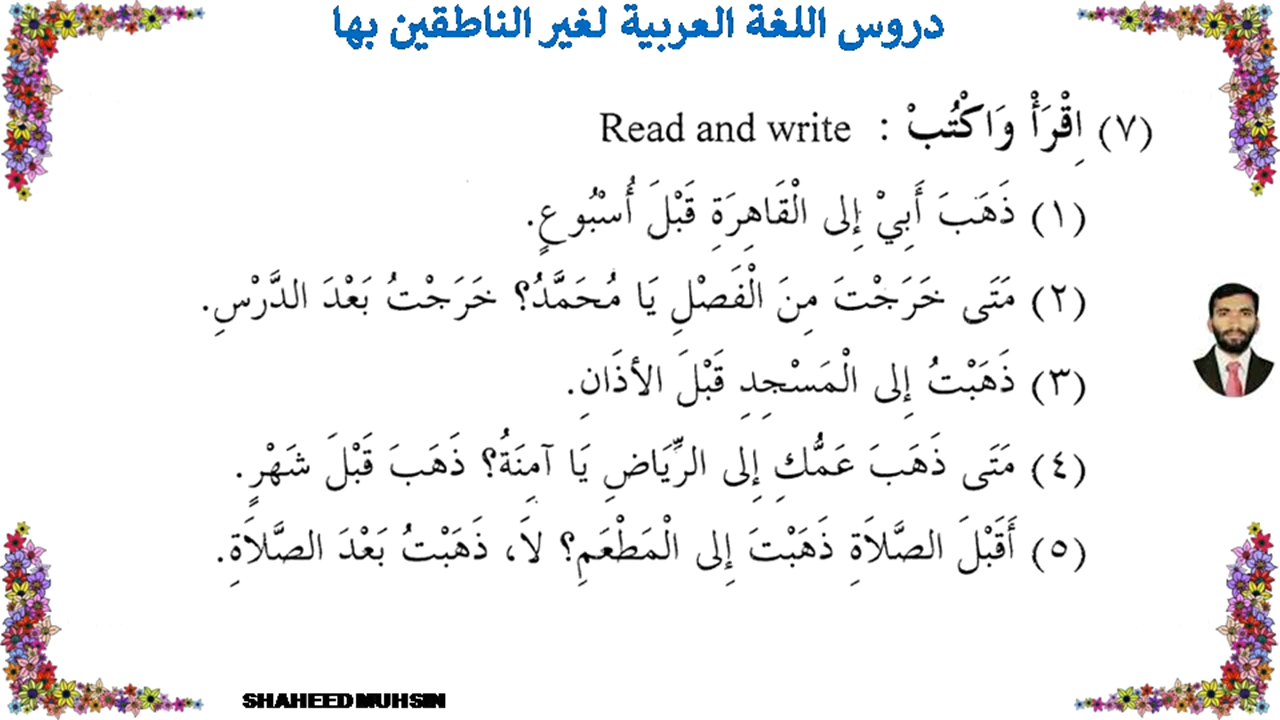 دروس اللغة العربية لغير الناطقين بها
(٧) اِقْرَأْ وَاكْتُبْ : Read and write
(١) ذَهَبَ أَبِيْ إِلى الْقَاهِرَةِ قَبْلَ أُسْبُوعٍ.
(٢) مَتَى خَرَجْتَ مِنَ الْفَصْلِ يَا مُحَمَّدُ؟ خَرَجْتُ بَعْدَ الدَّرْسِ.
(٣) ذَهَبْتُ إِلى الْمَسْجِدِ قَبْلَ الأذَانِ.
(٤) مَتَى ذَهَبَ عَمُّكِ إِلى الرِّيَاضِ يَا آمِنَةُ؟ ذَهَبَ قَبْلَ شَهْرٍ.
(٥) أَقَبْلَ الصَّلاَةِ ذَهَبْتَ إِلى الْمَطْعَمِ؟ لاَ، ذَهَبْتُ بَعْدَ الصَّلاَةِ.
SHAHEED MUHSIN